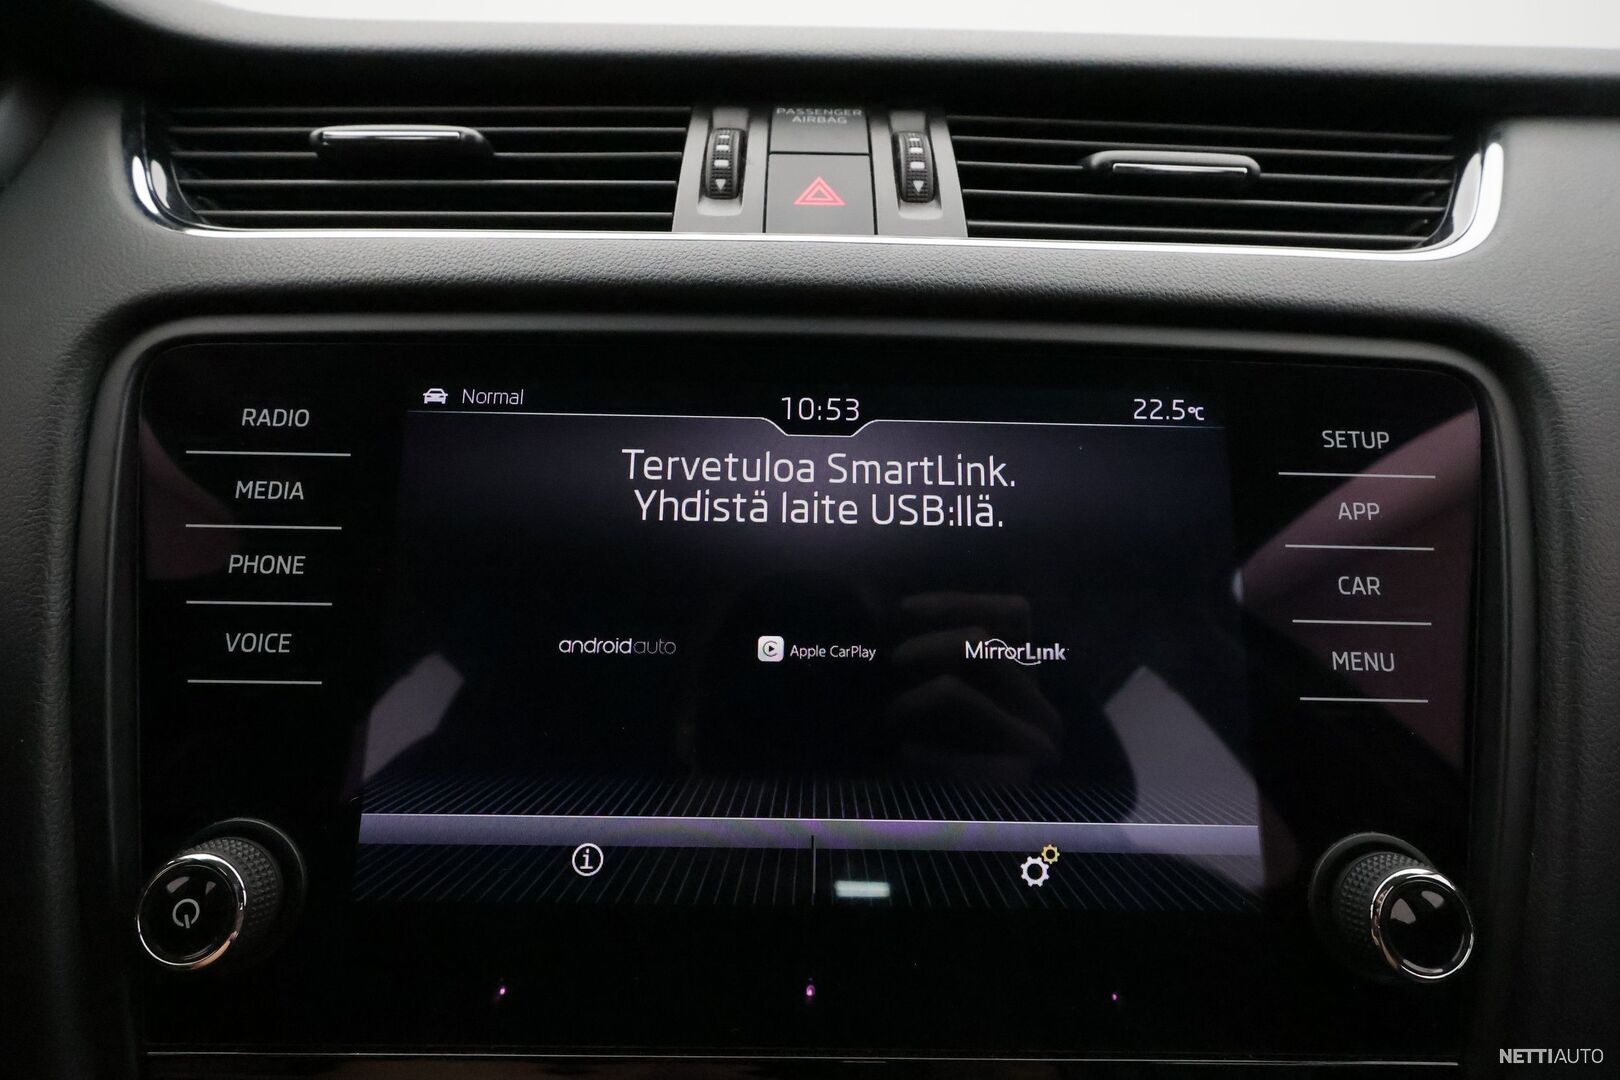 PASSENGER
AIRBAG
Normal
10:53
22.5°C
RADIO
MEDIA
PHONE
VOICE
Tervetuloa SmartLink.
Yhdistä laite USB:llä.
androidauto
Apple CarPlay
MirrorLink
SETUP
APP
CAR
MENU
NETTIAUTO